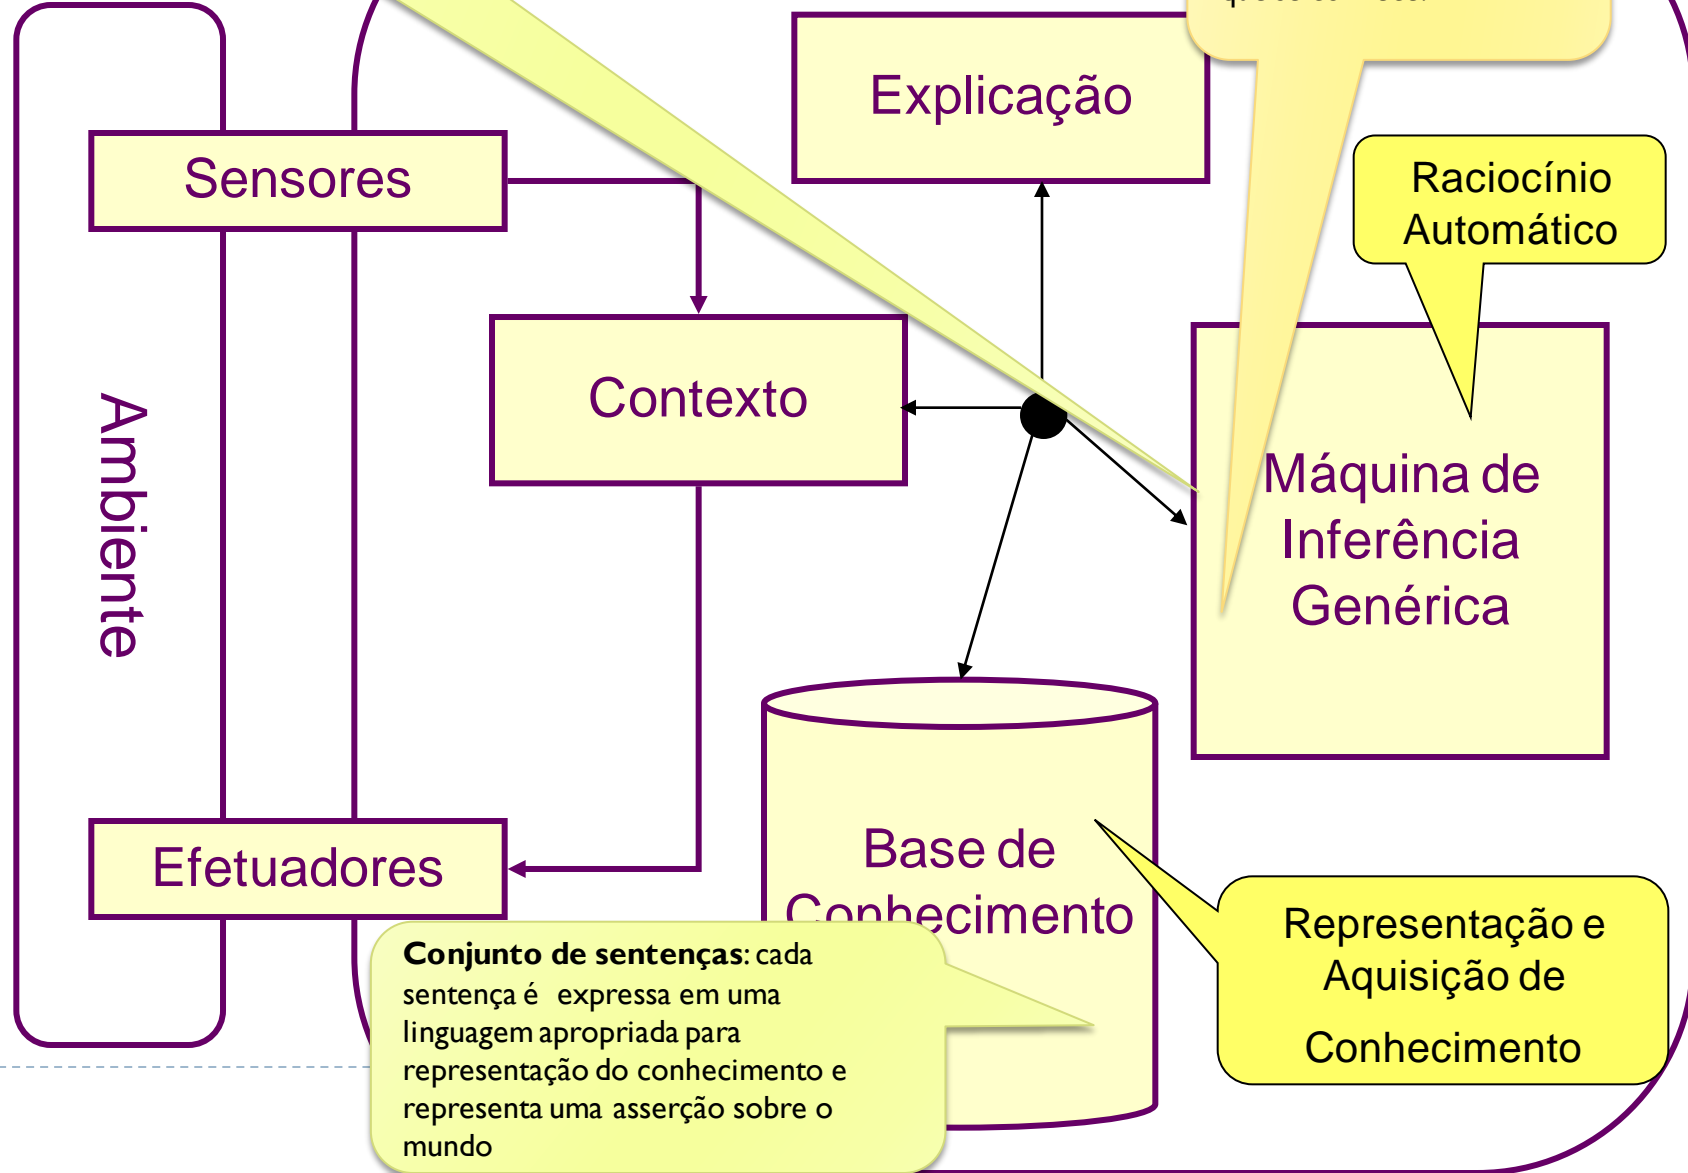 Explicação
Sensores
Raciocínio
Automático
Contexto
Ambiente
Máquina de
Inferência
Genérica
Base de
Conhecimento
Efetuadores
Representação e
Aquisição de
Conhecimento
Conjunto de sentenças: cada
sentença é expressa em uma
linguagem apropriada para
representação do conhecimento e
representa uma asserção sobre o
mundo